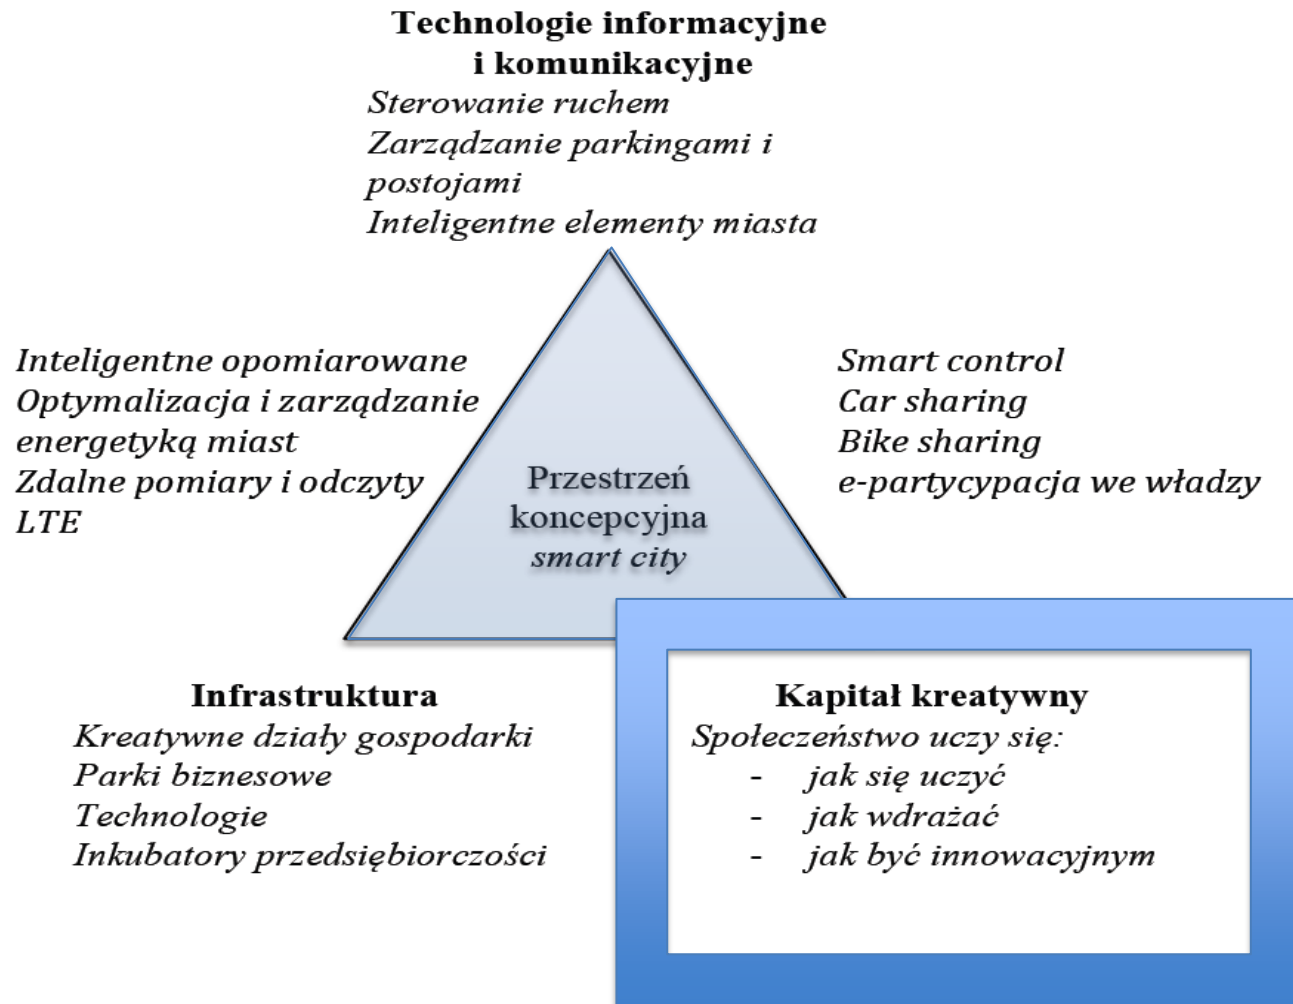 Technologie informacyjne
i komunikacyjne
Sterowanie ruchem
Zarządzanie parkingami i
postojami
Inteligentne elementy miasta
Inteligentne opomiarowane
Optymalizacja i zarządzanie
energetyką miast
Zdalne pomiary i odczyty
LTE
Smart control
Car sharing
Bike sharing
e-partycypacja we władzy
Przestrzeń
koncepcyjna
smart city
Infrastruktura
Kreatywne działy gospodarki
Parki biznesowe
Technologie
Inkubatory przedsiębiorczości
Kapitał kreatywny
Społeczeństwo uczy się:
- jak się uczyć
- jak wdrażać
- jak być innowacyjnym